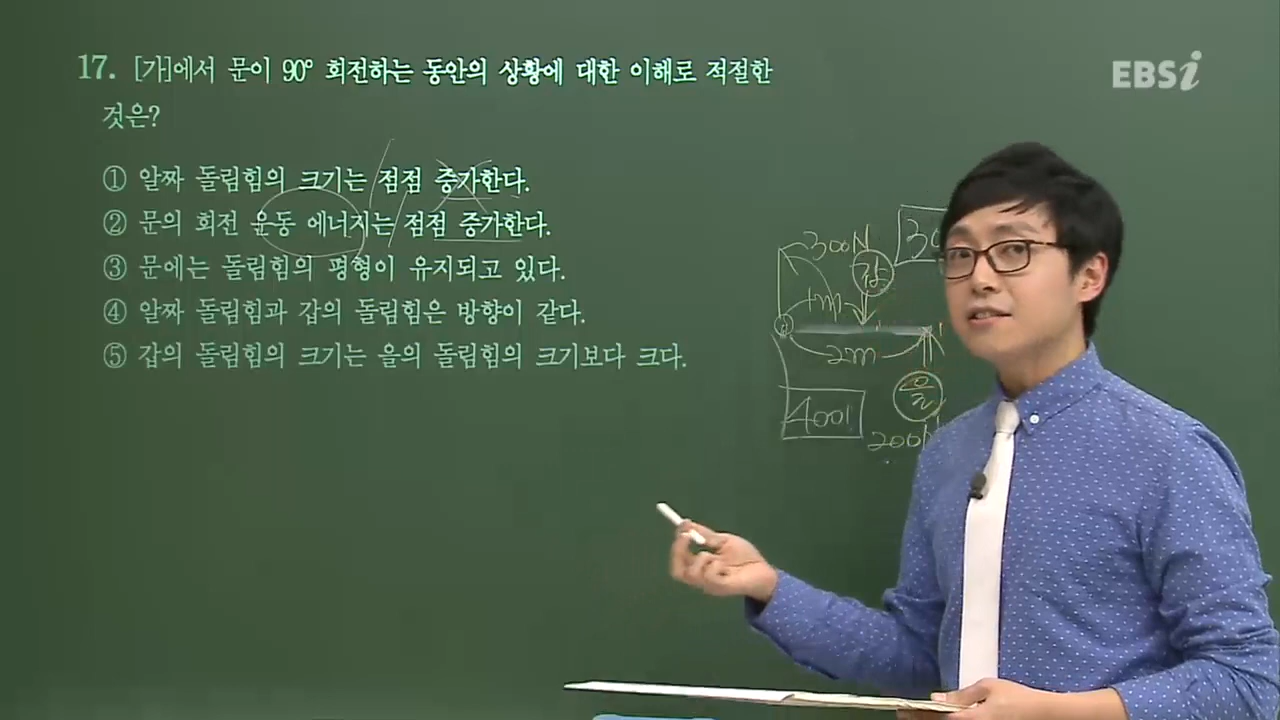 17. [가]에서 문이 90° 회전하는 동안의 상황에 대한 이해로 적절한
것은?
① 알짜 돌림힘의 크기는 점점 증가한다.
② 문의 회전 운동 에너지는 점점 증가한다.
③ 문에는 돌림힘의 평형이 유지되고 있다.
④ 알짜 돌림힘과 갑의 돌림힘은 방향이 같다.
⑤ 갑의 돌림힘의 크기는 을의 돌림힘의 크기보다 크다.
EBSi
300N
갑
1m
2m
을
400
200N